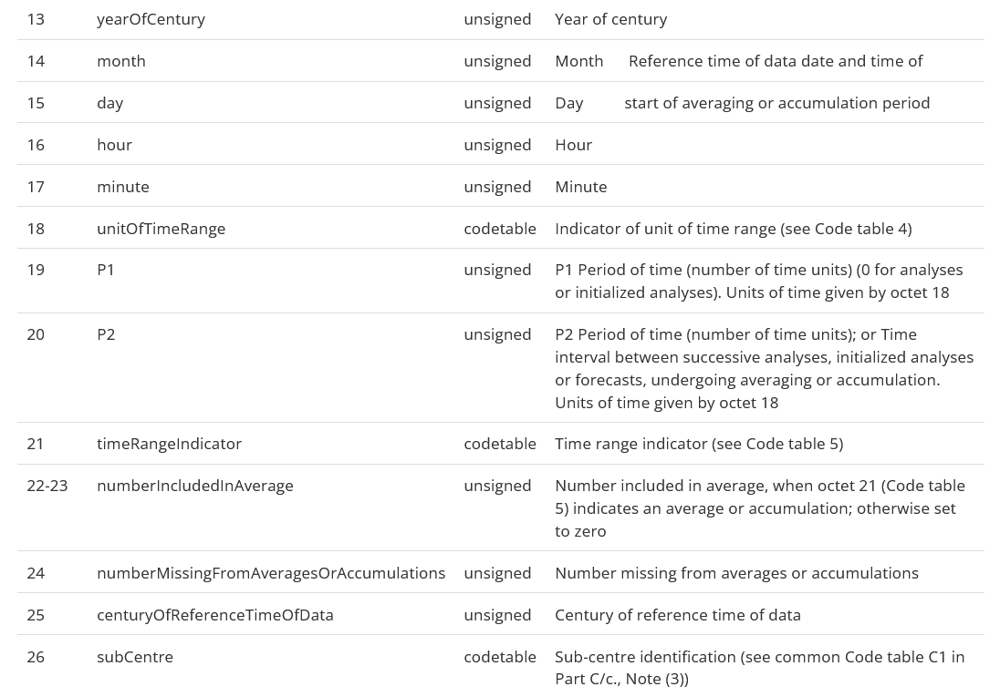 13 yearOfCentury unsigned Year of century
14 month unsigned Month Reference time of data date and time of
15 day unsigned Day start of averaging or accumulation period
16 hour unsigned Hour
17 minute unsigned Minute
18 unitOfTimeRange codetable Indicator of unit of time range (see Code table 4)
19 P1 unsigned P1 Period of time (number of time units) (0 for analyses
or initialized analyses). Units of time given by octet 18
20 P2 unsigned P2 Period of time (number of time units); or Time
interval between successive analyses, initialized analyses
or forecasts, undergoing averaging or accumulation.
Units of time given by octet 18
21 timeRangeIndicator codetable Time range indicator (see Code table 5)
22-23 numberIncludedInAverage unsigned Number included in average, when octet 21 (Code table
5) indicates an average or accumulation; otherwise set
to zero
24 numberMissingFromAveragesOrAccumulations unsigned Number missing from averages or accumulations
25 centuryOfReferenceTimeOfData unsigned Century of reference time of data
26 subCentre codetable Sub-centre identification (see common Code table C1 in
Part C/c., Note (3))